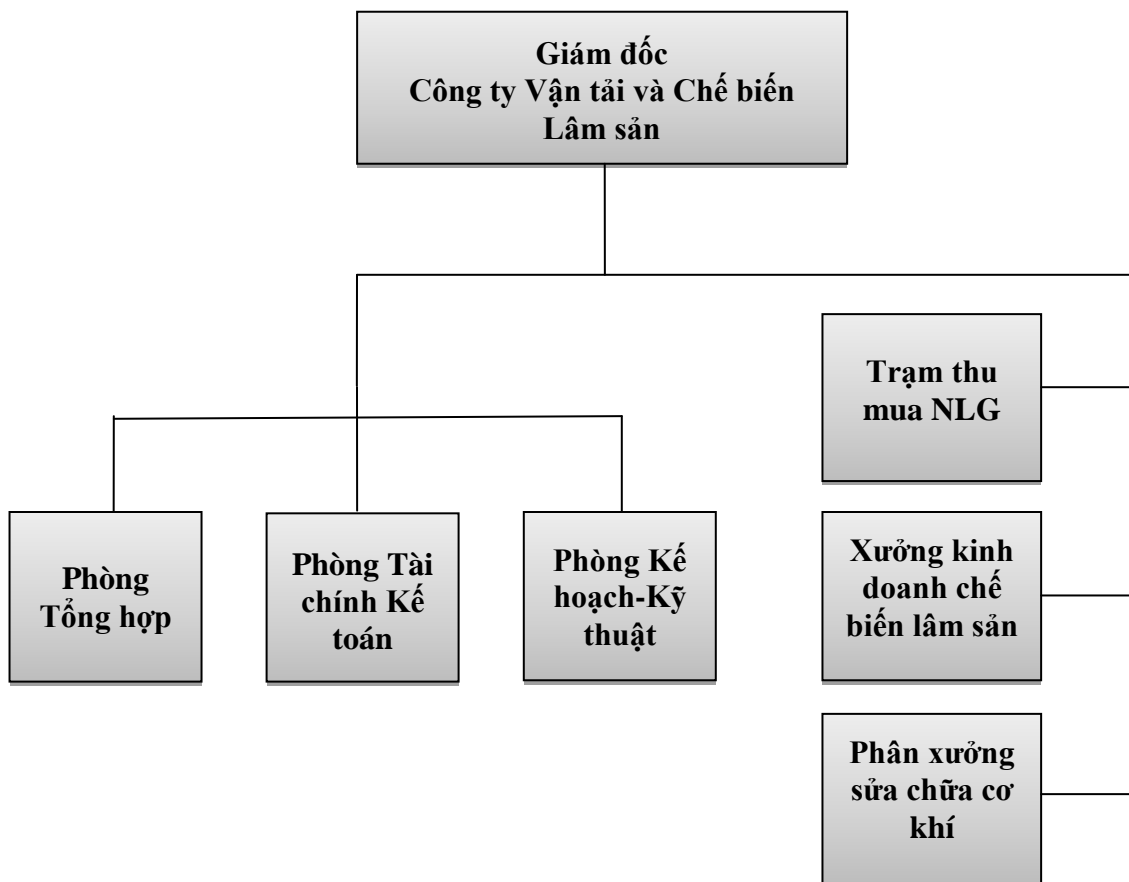 Giám đốc
Công ty Vận tải và Chế biến
Lâm sản
Trạm thu
mua NLG
Phòng
Tổng hợp
Phòng Tài
chính Kế
toán
Phòng Kế
hoạch-Kỹ
thuật
Xưởng kinh
doanh chế
biến lâm sản
Phân xưởng
sửa chữa cơ
khí